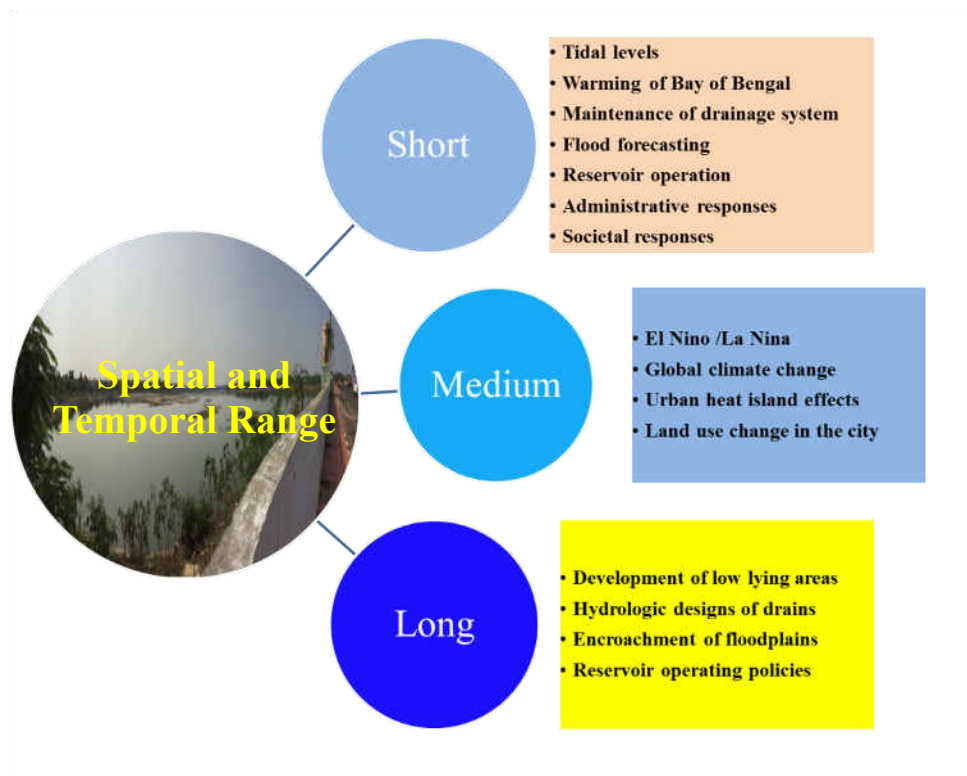 Spatial and
Temporal Range
Short
• Tidal levels
• Warming of Bay of Bengal
• Maintenance of drainage system
• Flood forecasting
• Reservoir operation
• Administrative responses
• Societal responses
Medium
• El Nino /La Nina
• Global climate change
• Urban heat island effects
• Land use change in the city
Long
• Development of low lying areas
• Hydrologic designs of drains
• Encroachment of floodplains
• Reservoir operating policies